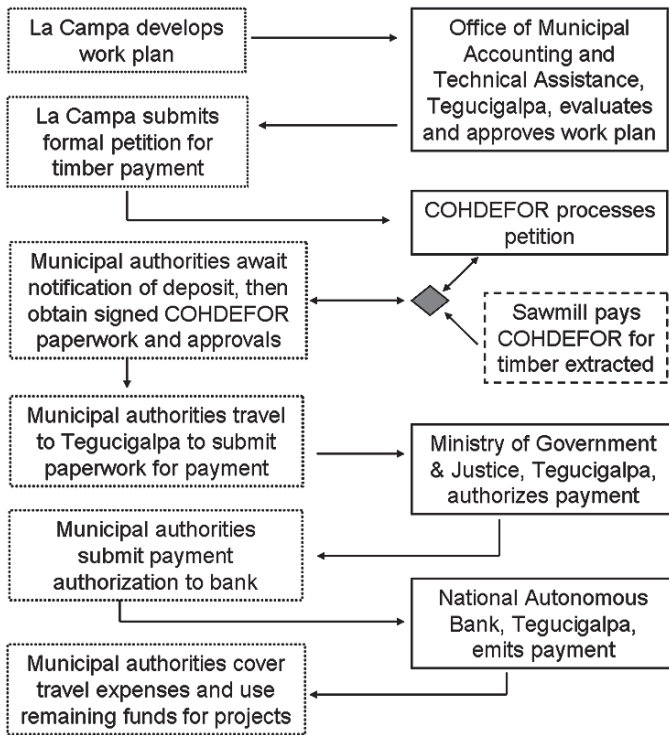 La Campa develops
work plan
Office of Municipal
Accounting and
Technical Assistance,
Tegucigalpa, evaluates
and approves work plan
La Campa submits
formal petition for
timber payment
COHDEFOR processes
petition
Municipal authorities await
notification of deposit, then
obtain signed COHDEFOR
paperwork and approvals
Sawmill pays
COHDEFOR for
timber extracted
Municipal authorities travel
to Tegucigalpa to submit
paperwork for payment
Ministry of Government
& Justice, Tegucigalpa,
authorizes payment
Municipal authorities
submit payment
authorization to bank
National Autonomous
Bank, Tegucigalpa,
emits payment
Municipal authorities cover
travel expenses and use
remaining funds for projects